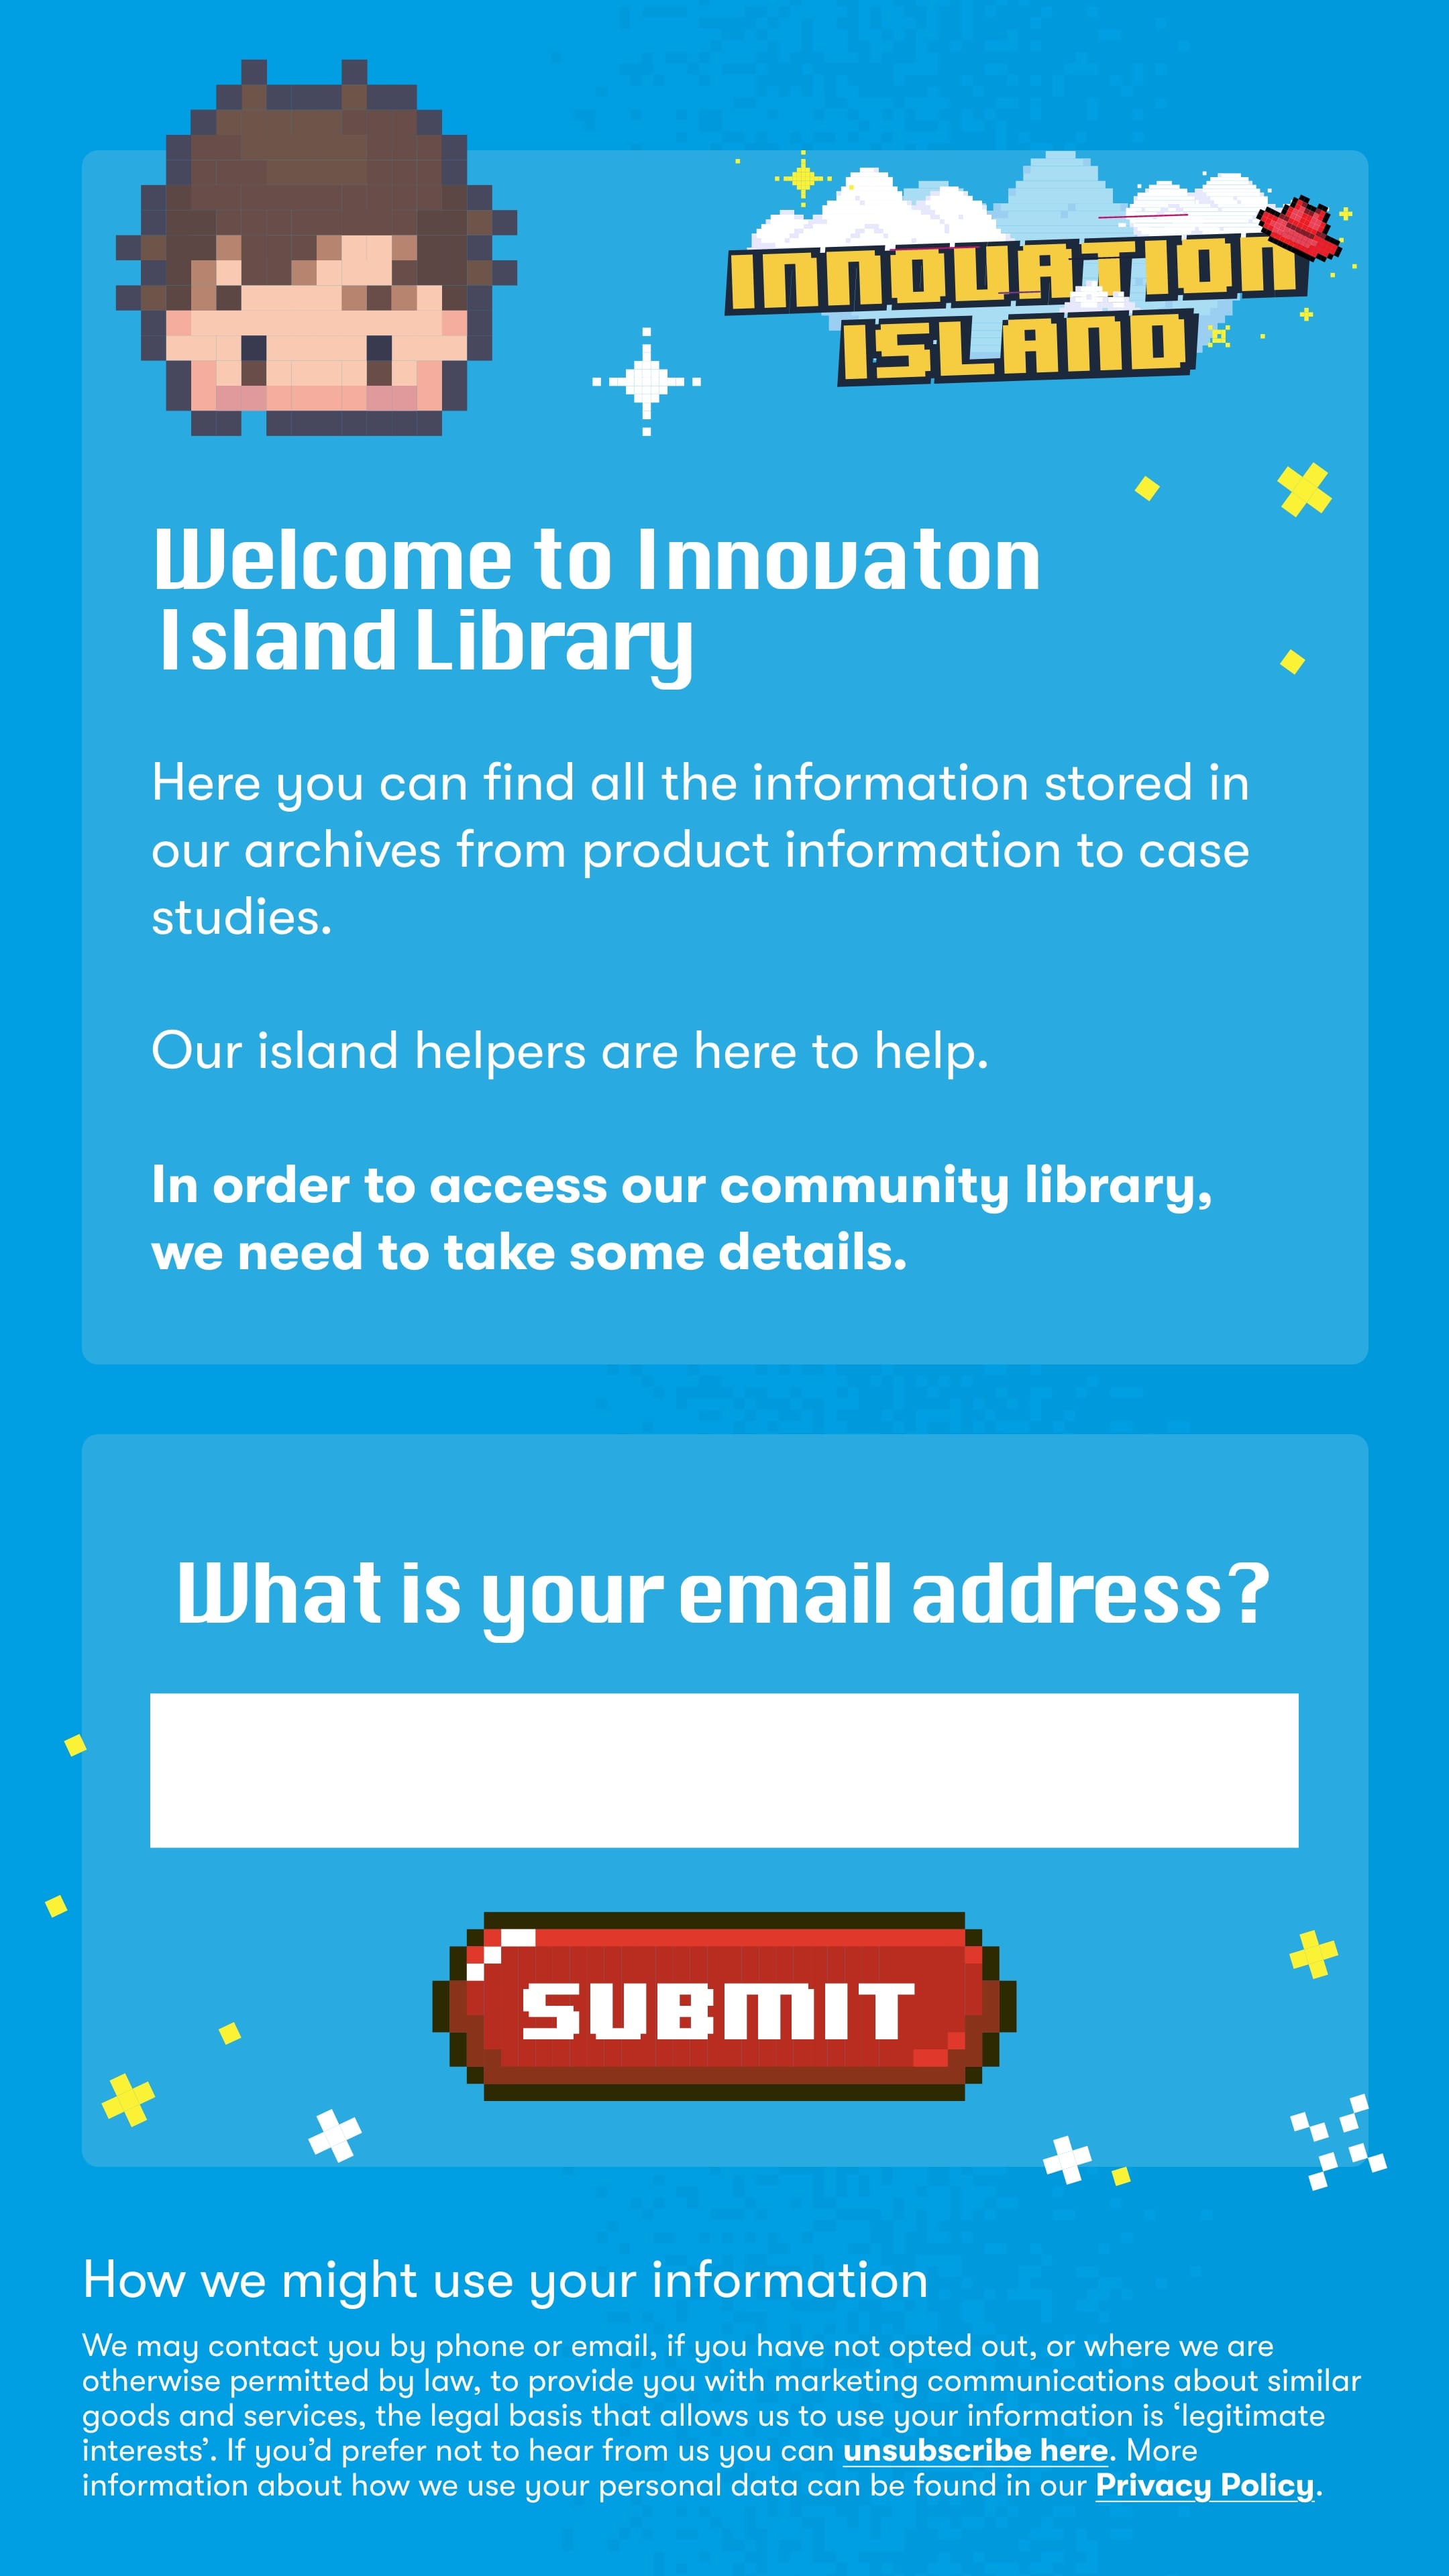 INNOVATION
ISLAND
Welcome to Innovaton
Island Library
Here you can find all the information stored in
our archives from product information to case
studies.
Our island helpers are here to help.
In order to access our community library,
we need to take some details.
What is your email address?
SUBMIT
How we might use your information
We may contact you by phone or email, if you have not opted out, or where we are
otherwise permitted by law, to provide you with marketing communications about similar
goods and services, the legal basis that allows us to use your information is ‘legitimate
interests’. If you’d prefer not to hear from us you can unsubscribe here. More
information about how we use your personal data can be found in our Privacy Policy.